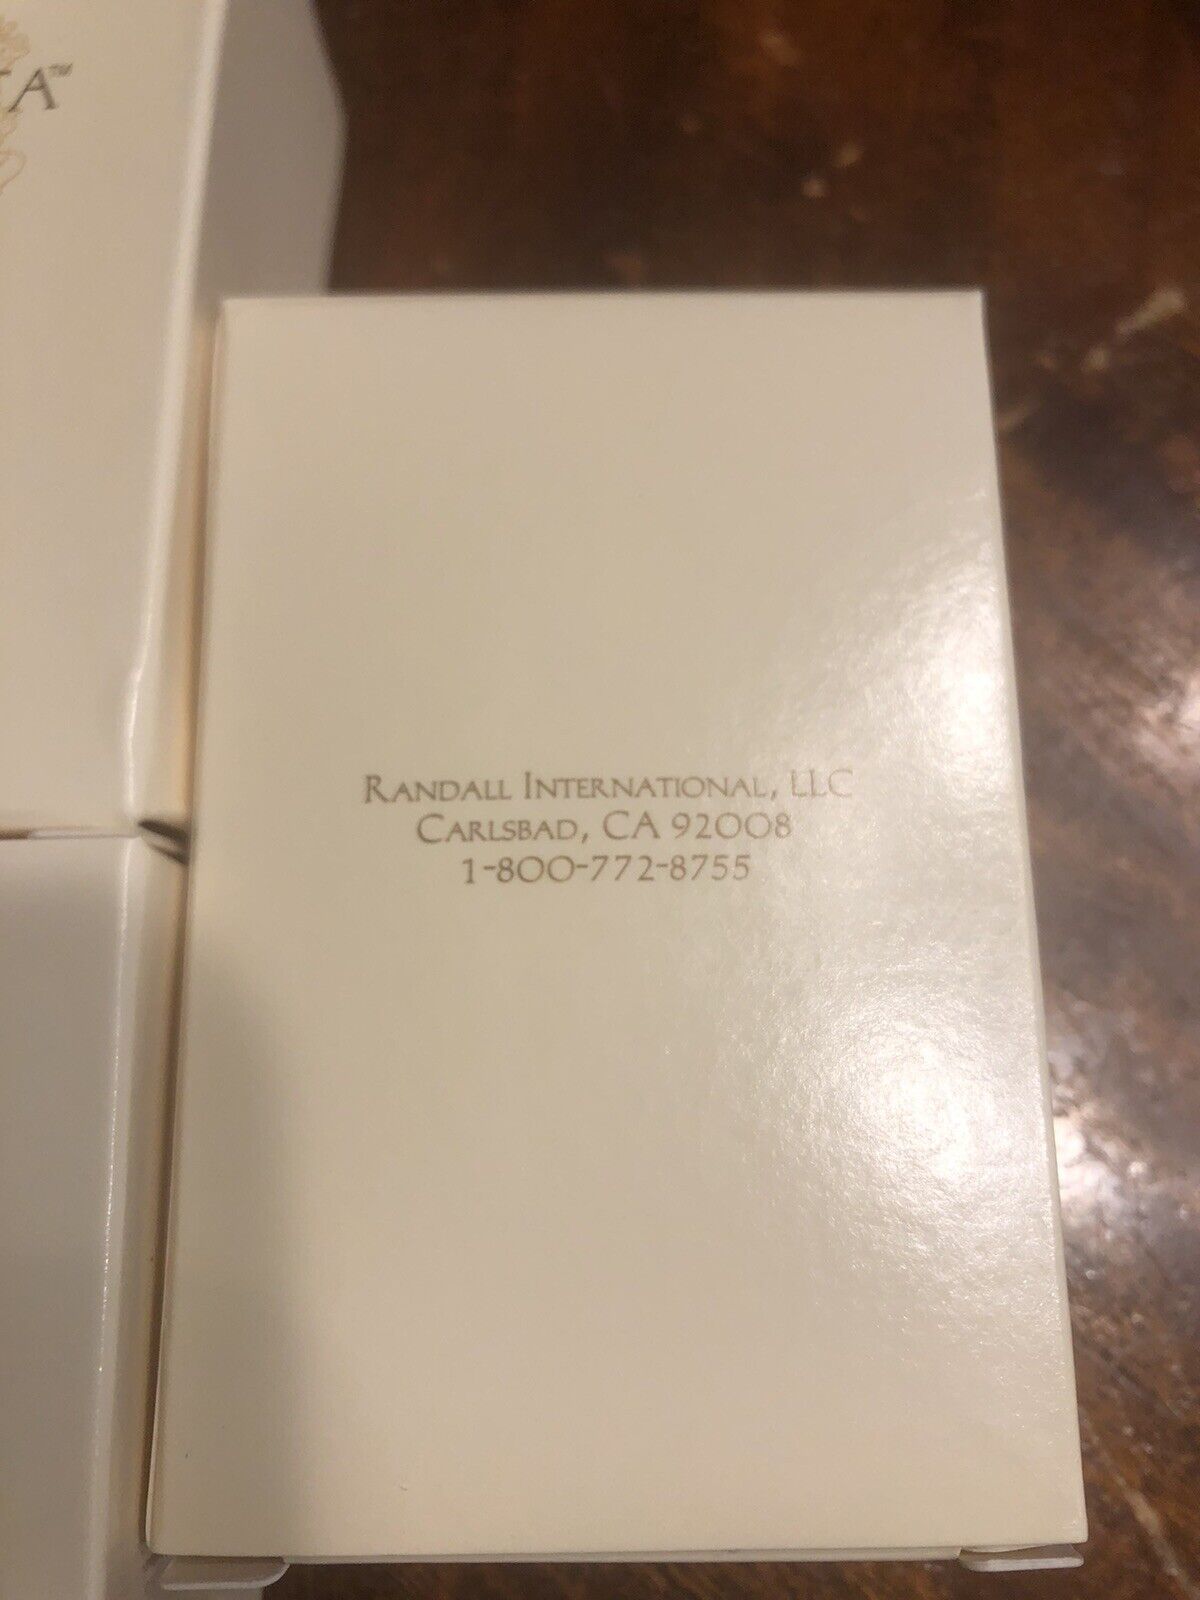 RANDALL INTERNATIONAL, LLC
CARLSBAD, CA 92008
1-800-772-8755